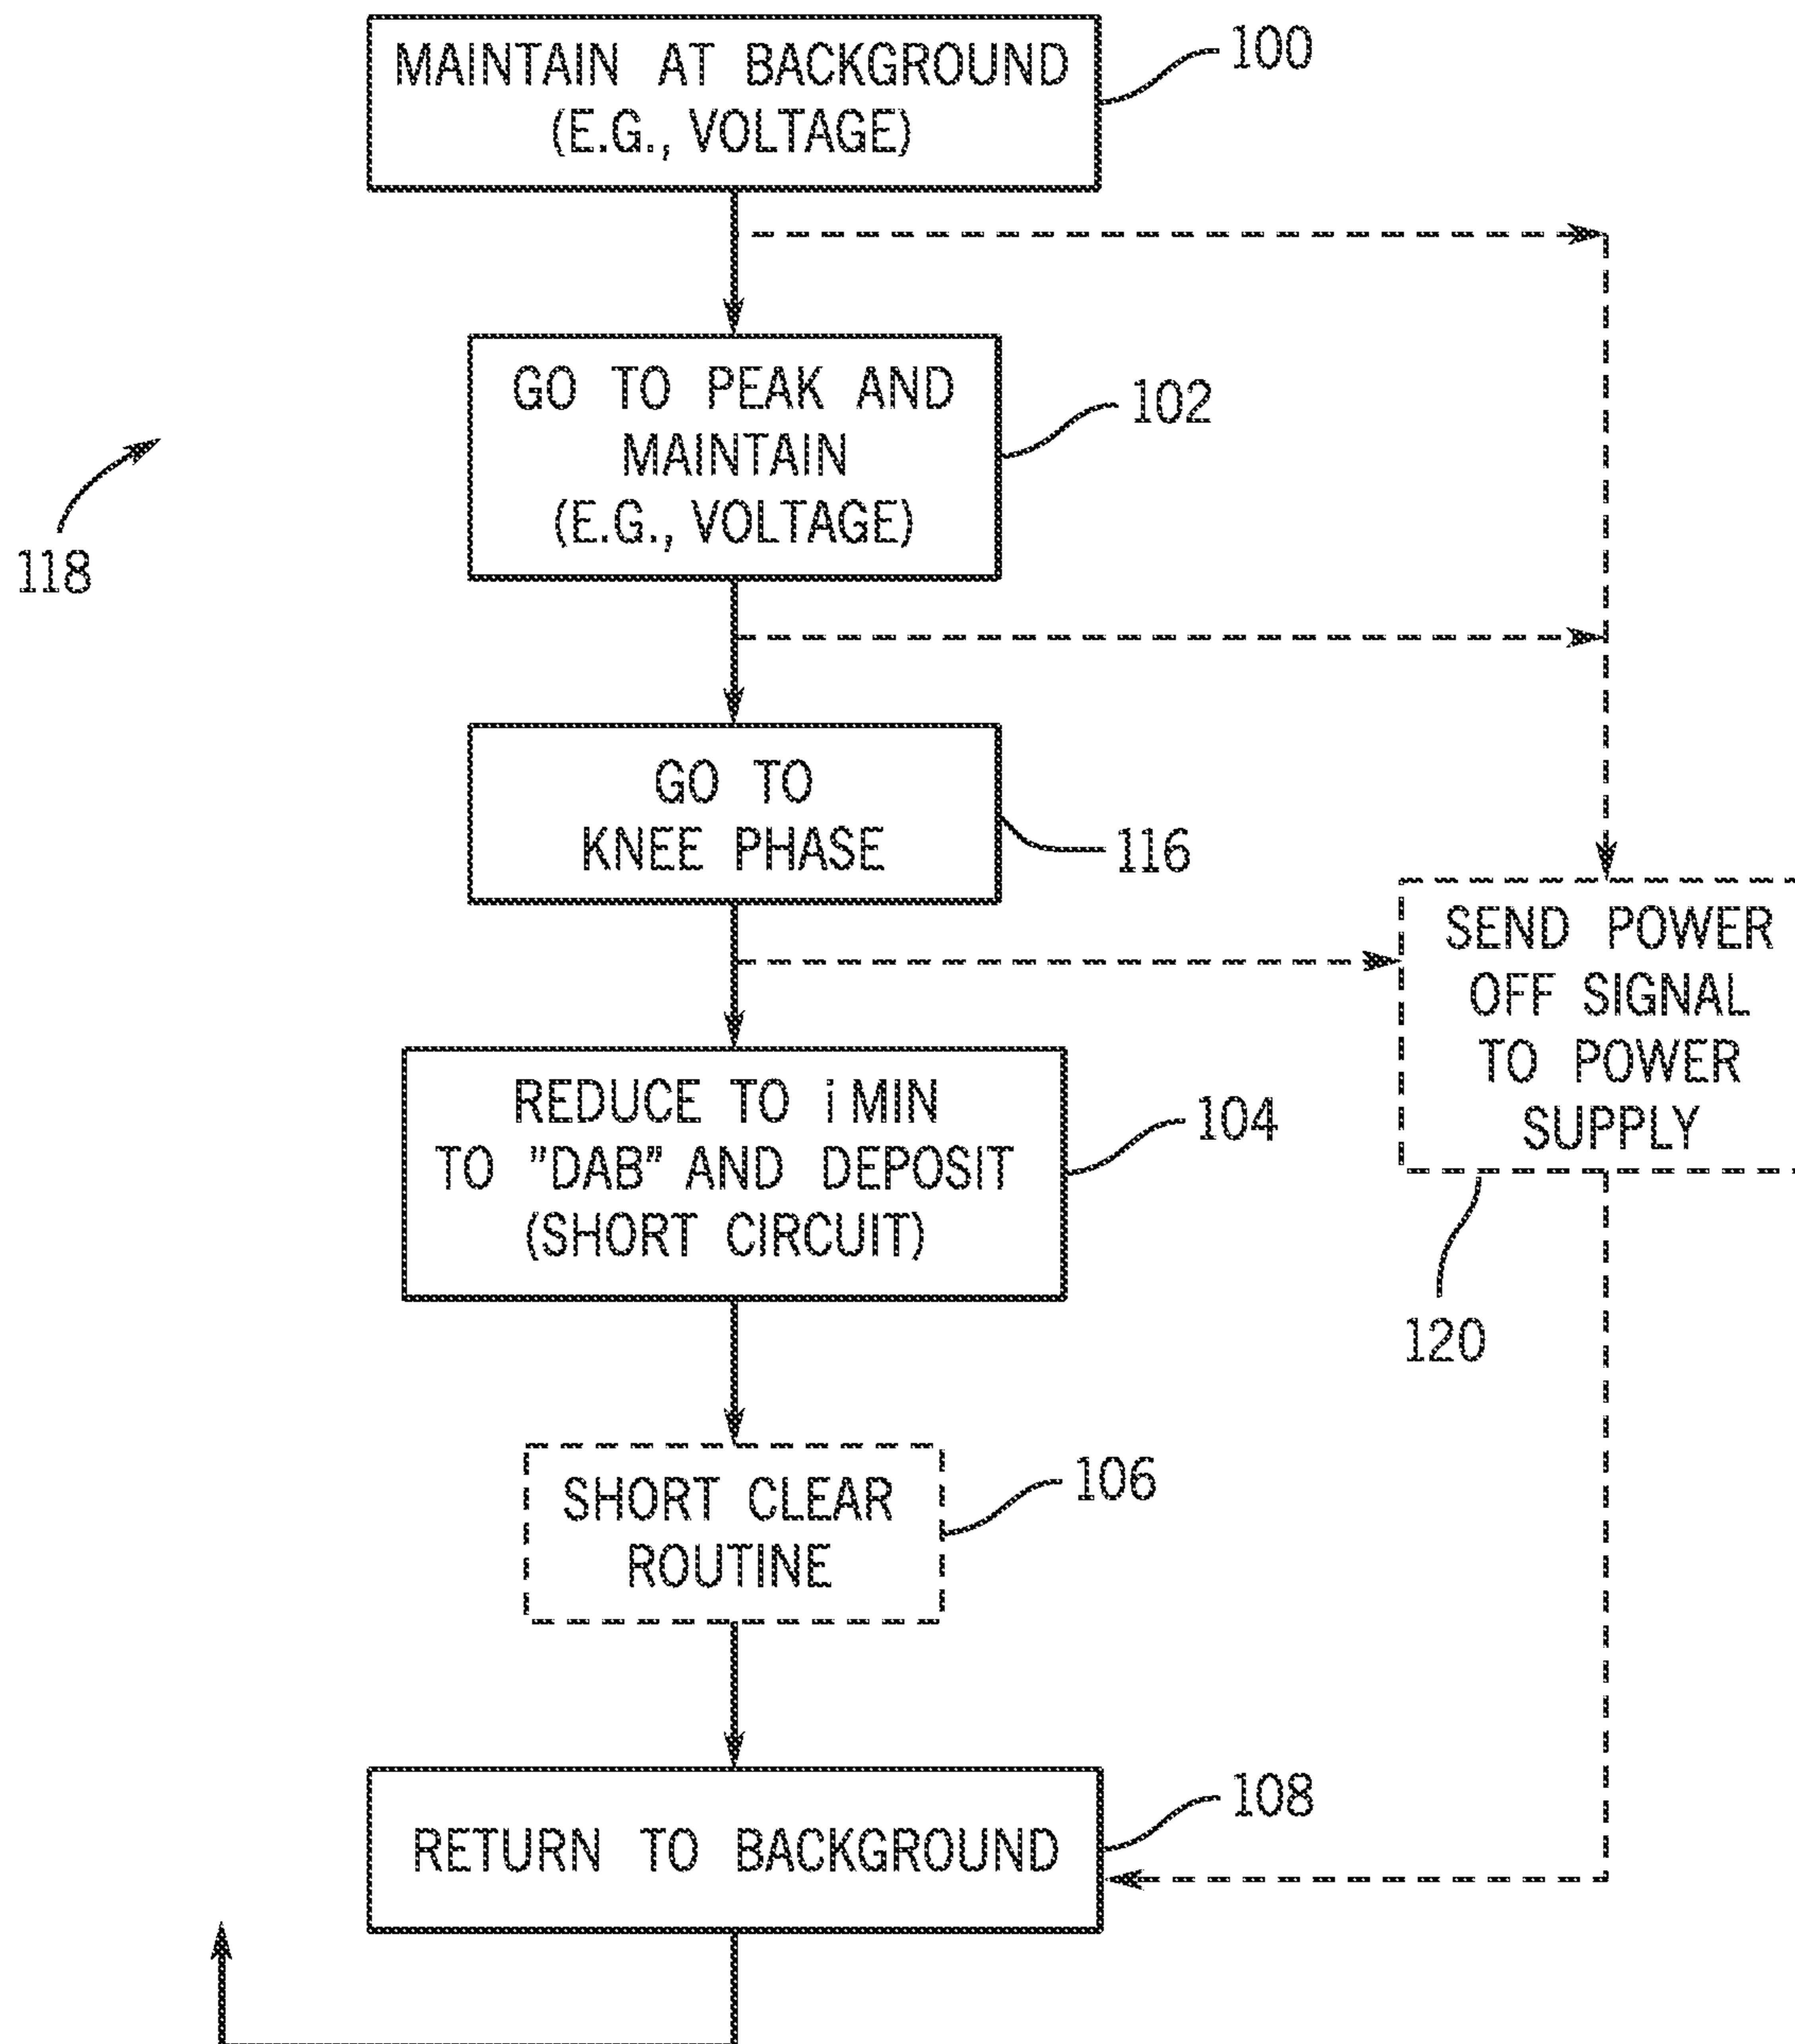 MAINTAIN AT BACKGROUND
(E.G., VOLTAGE)
100
GO TO PEAK AND
MAINTAIN
(E.G., VOLTAGE)
102
118
GO TO
KNEE PHASE
116
SEND POWER
OFF SIGNAL
TO POWER
SUPPLY
120
REDUCE TO i MIN
TO "DAB" AND DEPOSIT
(SHORT CIRCUIT)
104
SHORT CLEAR
ROUTINE
106
RETURN TO BACKGROUND
108